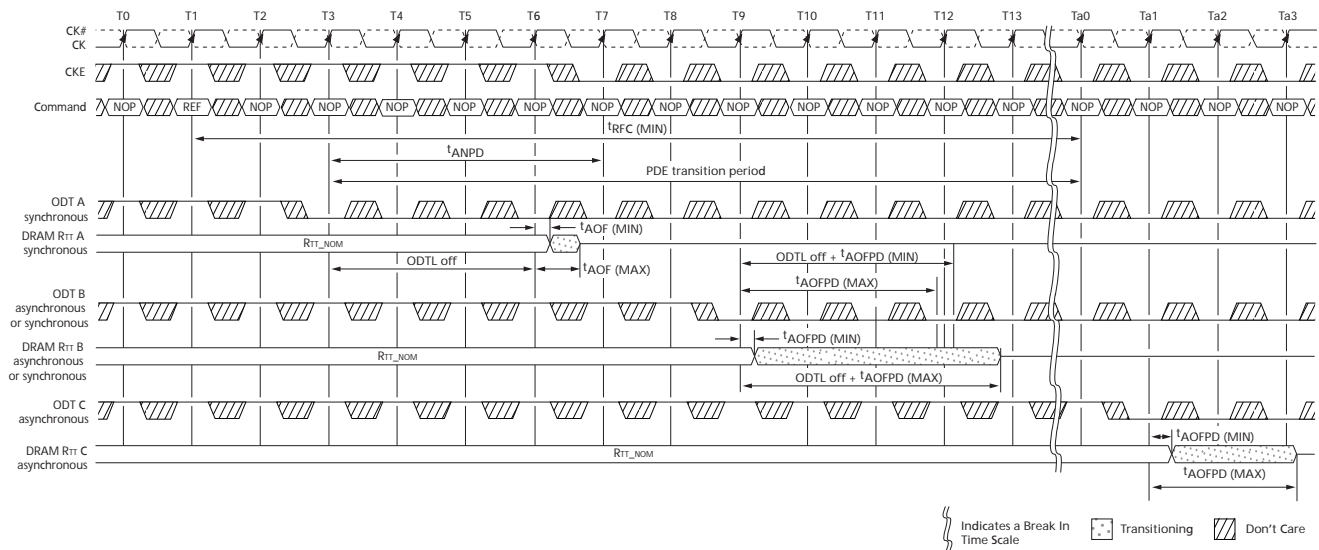 T0 T1 T2 T3 T4 T5 T6 T7 T8 T9 T10 T11 T12 T13 Ta0 Ta1 Ta2 Ta3
CK#
CK
CKE
Command
NOP REF NOP NOP NOP NOP NOP NOP NOP NOP NOP NOP NOP NOP NOP NOP NOP NOP
tRFC (MIN)
tANPD
PDE transition period
ODT A
synchronous
tAOF (MIN)
DRAM RTT A
synchronous
RTT_NOM
ODTL off
tAOF (MAX)
ODTL off + tAOFPD (MIN)
tAOFPD (MAX)
ODT B
asynchronous
or synchronous
tAOFPD (MIN)
DRAM RTT B
asynchronous
or synchronous
RTT_NOM
ODTL off + tAOFPD (MAX)
ODT C
asynchronous
tAOFPD (MIN)
DRAM RTT C
asynchronous
RTT_NOM
tAOFPD (MAX)
Indicates a Break In
Time Scale
Transitioning
Don't Care